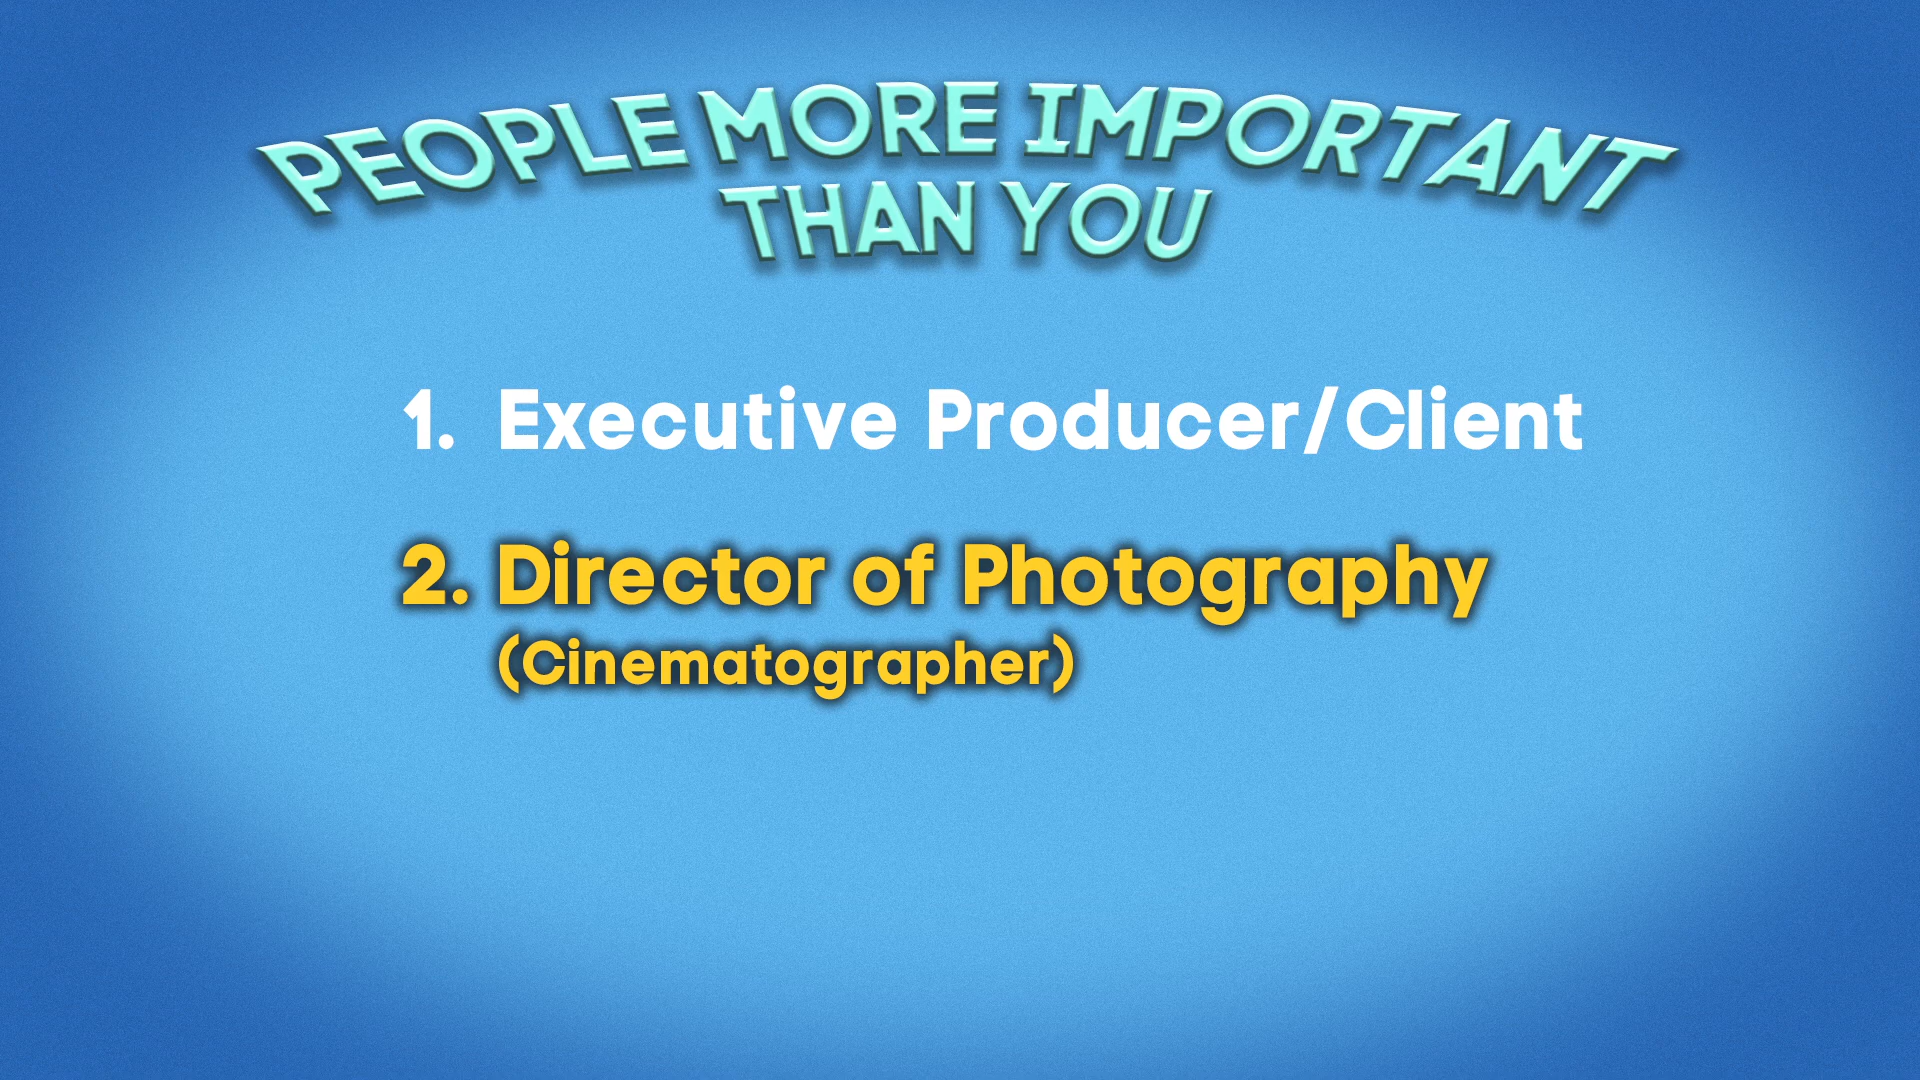 PEOPLE MORE IMPORTANT
THAN YOU
1. Executive Producer/Client
2. Director of Photography
(Cinematographer)